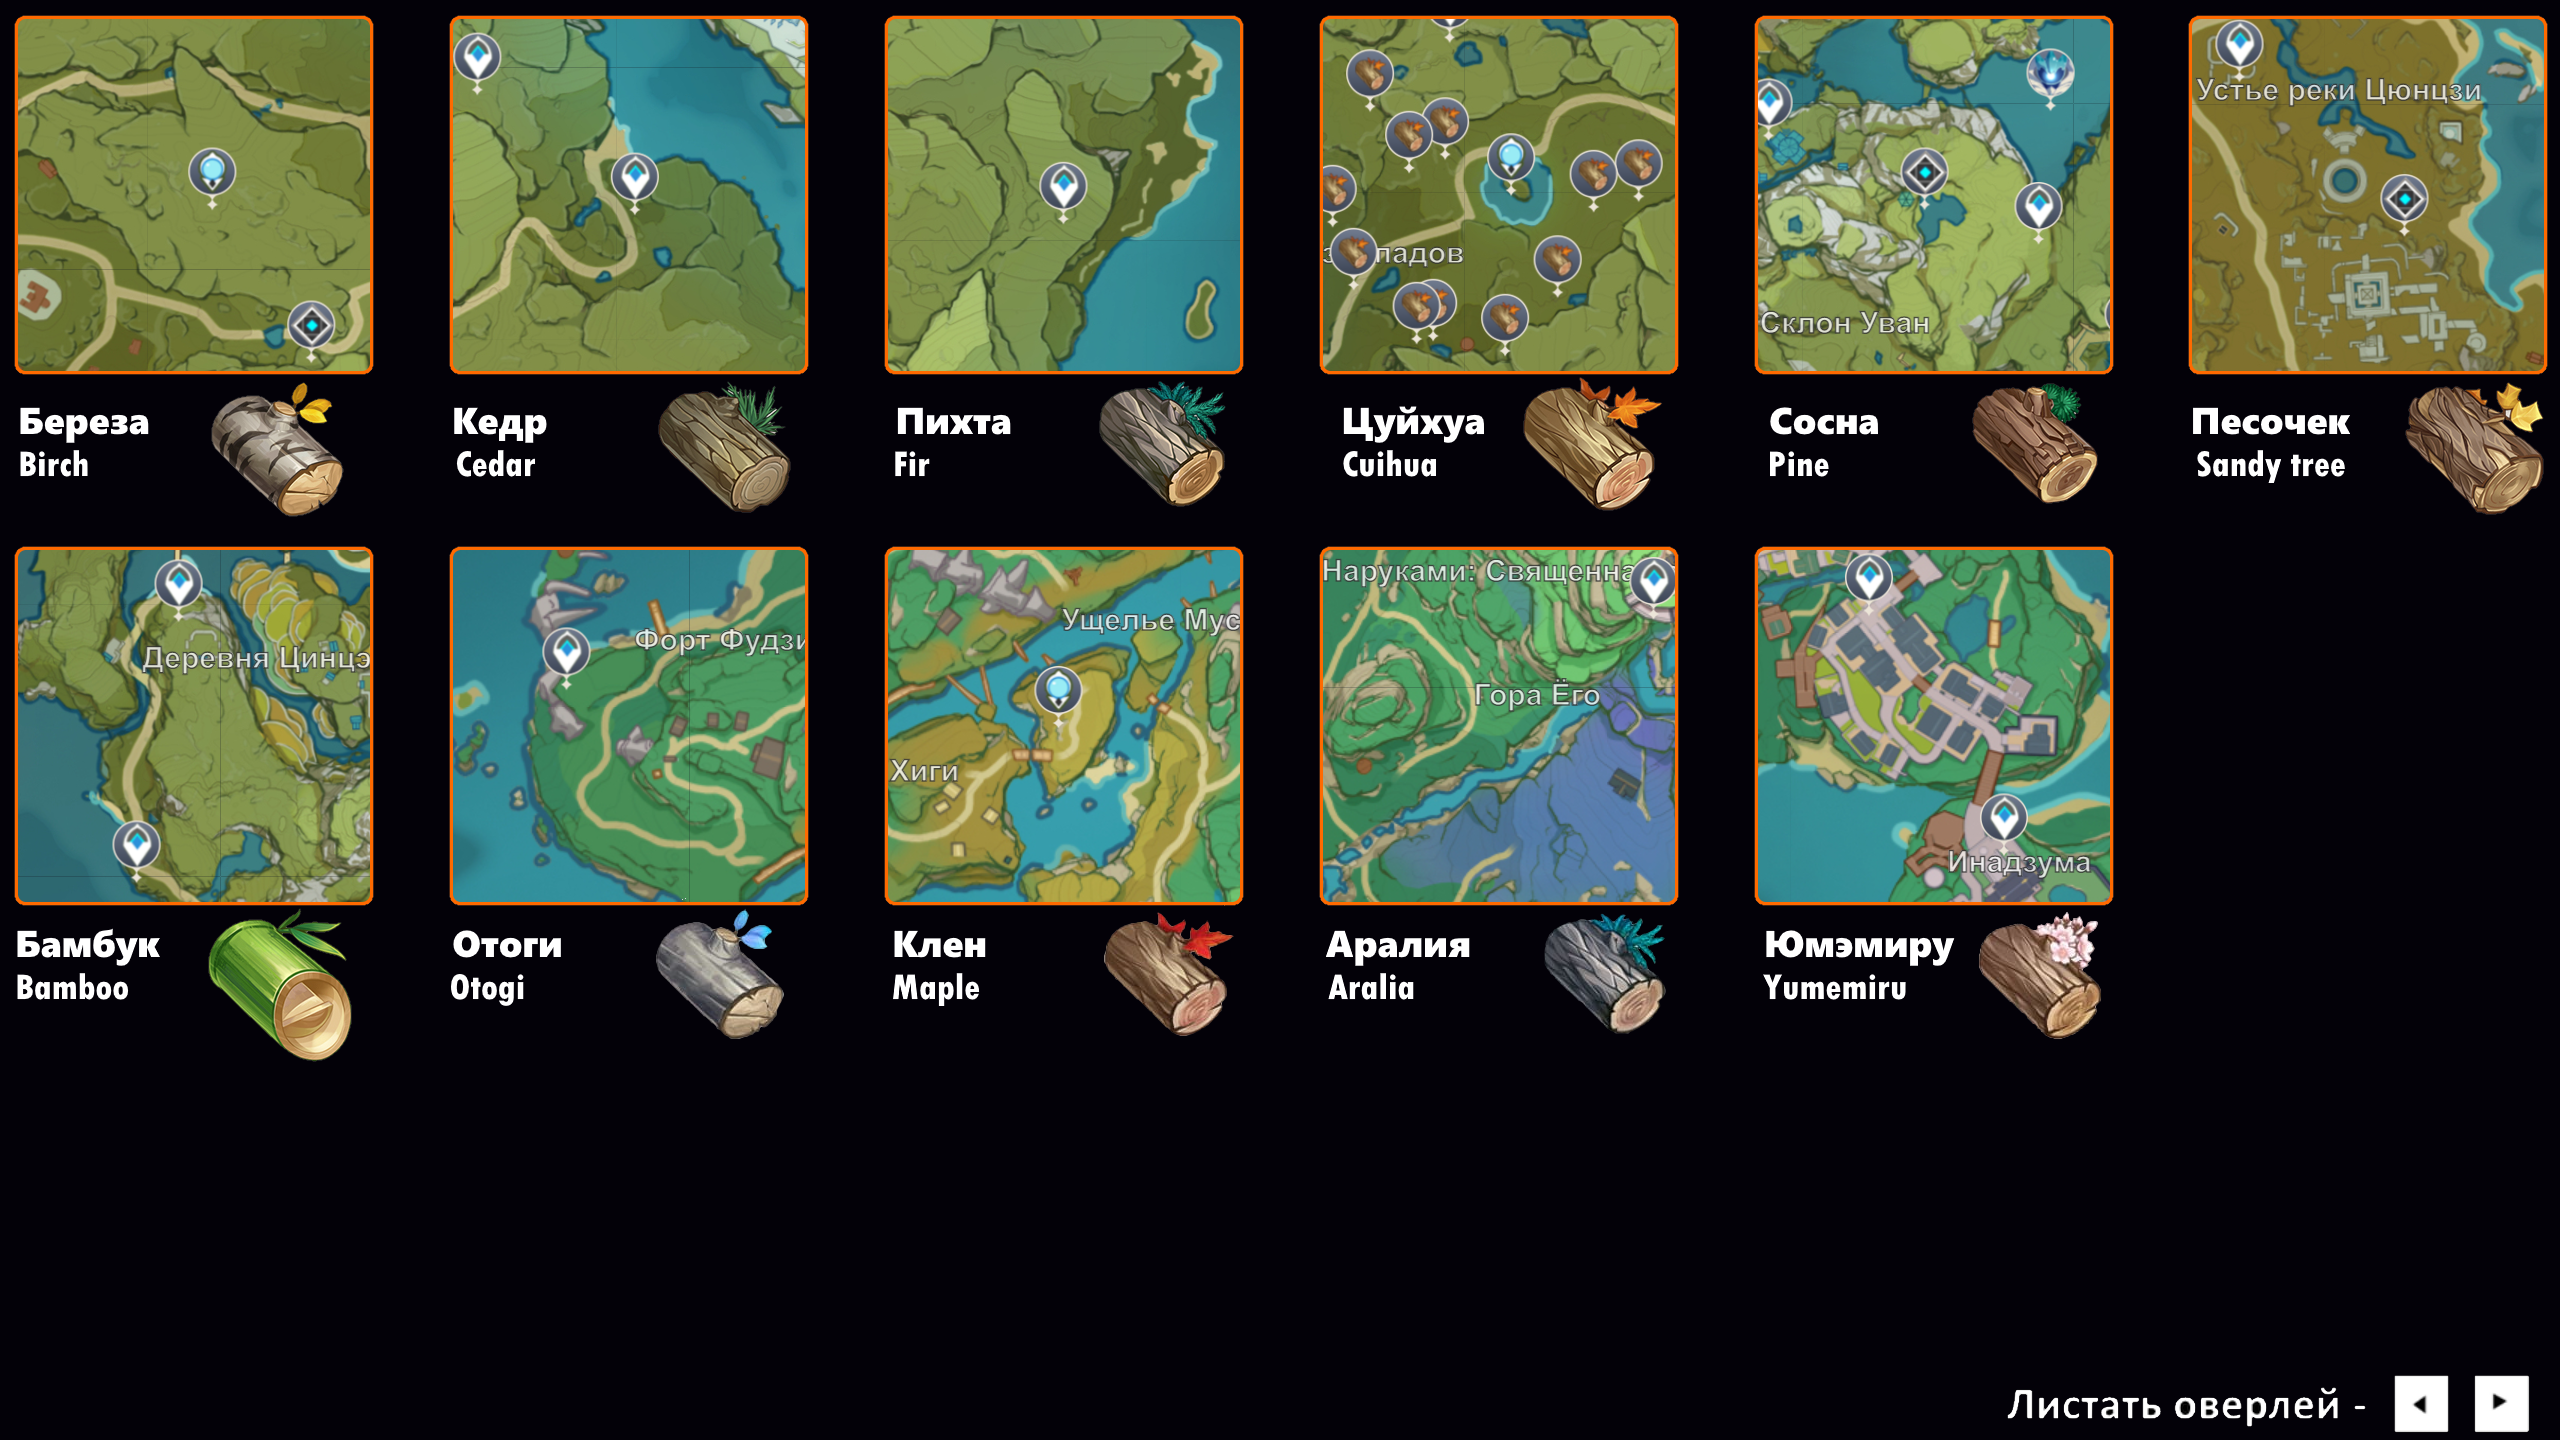 Устье реки Цюнцзи
падов
Склон Уван
Береза
Birch
Кедр
Cedar
Пихта
Fir
Цуйхуа
Cuihua
Сосна
Pine
Песочек
Sandy tree
Деревня Цинцэ
Форт Фудзи
Ущелье Мус
Хиги
Наруками: Священна
Гора Ёго
Инадзума
Бамбук
Bamboo
Отоги
Otogi
Клен
Maple
Аралия
Aralia
Юмэмиру
Yumemiru
Листать оверлей -